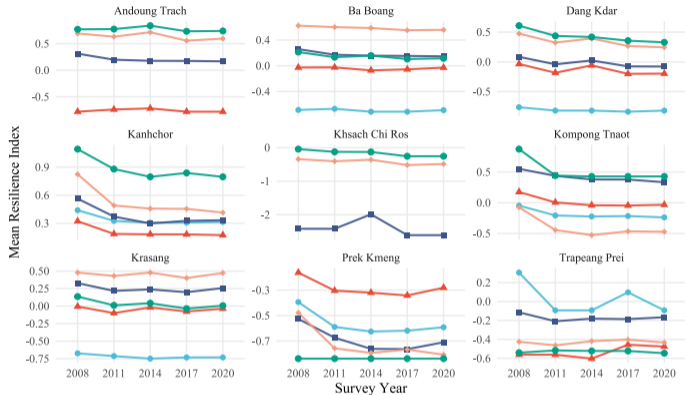 Andoung Trach Ba Boang Dang Kdar
0.5 0.0 -0.5
0.4 0.0 -0.4
0.5 0.0 -0.5
Kanhchor Khsach Chi Ros Kompong Tnaot
0.9 0.6 0.3
0 -1 -2
0.5 0.0 -0.5
Mean Resilience Index
Krasang Prek Kmeng Trapeang Prei
0.50 0.25 0.00 -0.25 -0.50 -0.75
-0.3 -0.5 -0.7
0.2 0.0 -0.2 -0.4 -0.6
2008 2011 2014 2017 2020 2008 2011 2014 2017 2020 2008 2011 2014 2017 2020
Survey Year